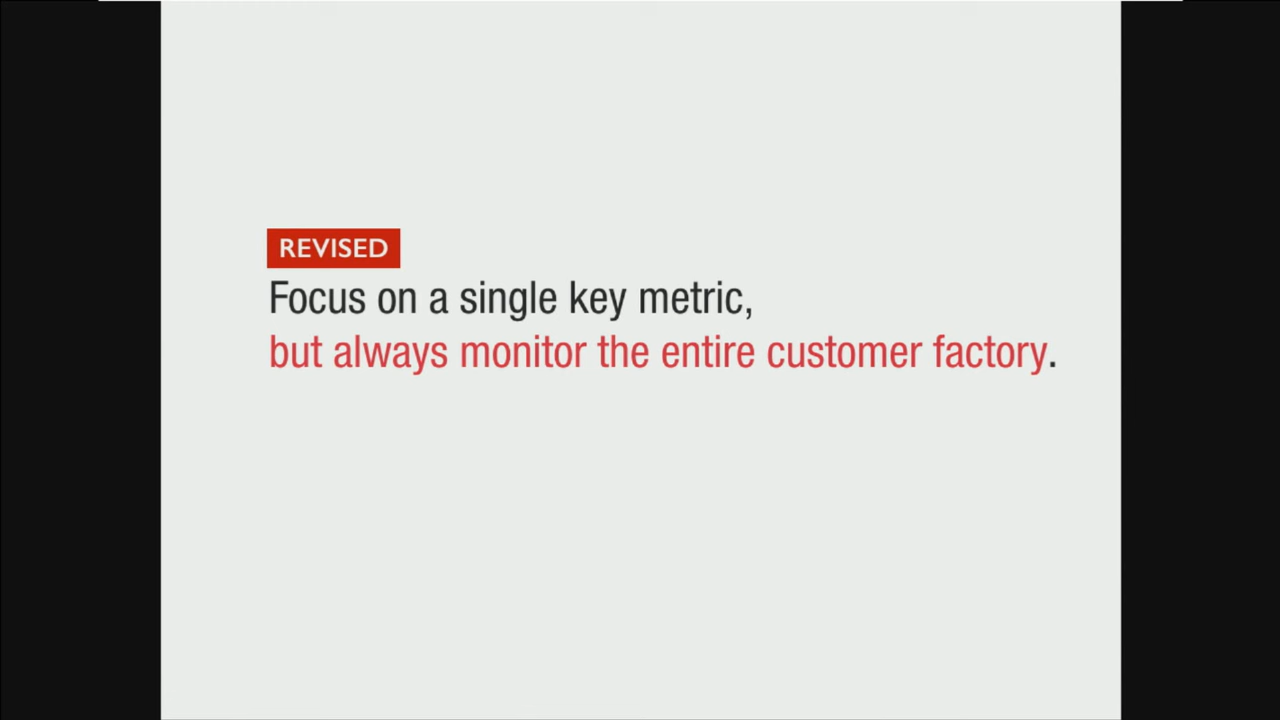 REVISED
Focus on a single key metric,
but always monitor the entire customer factory.